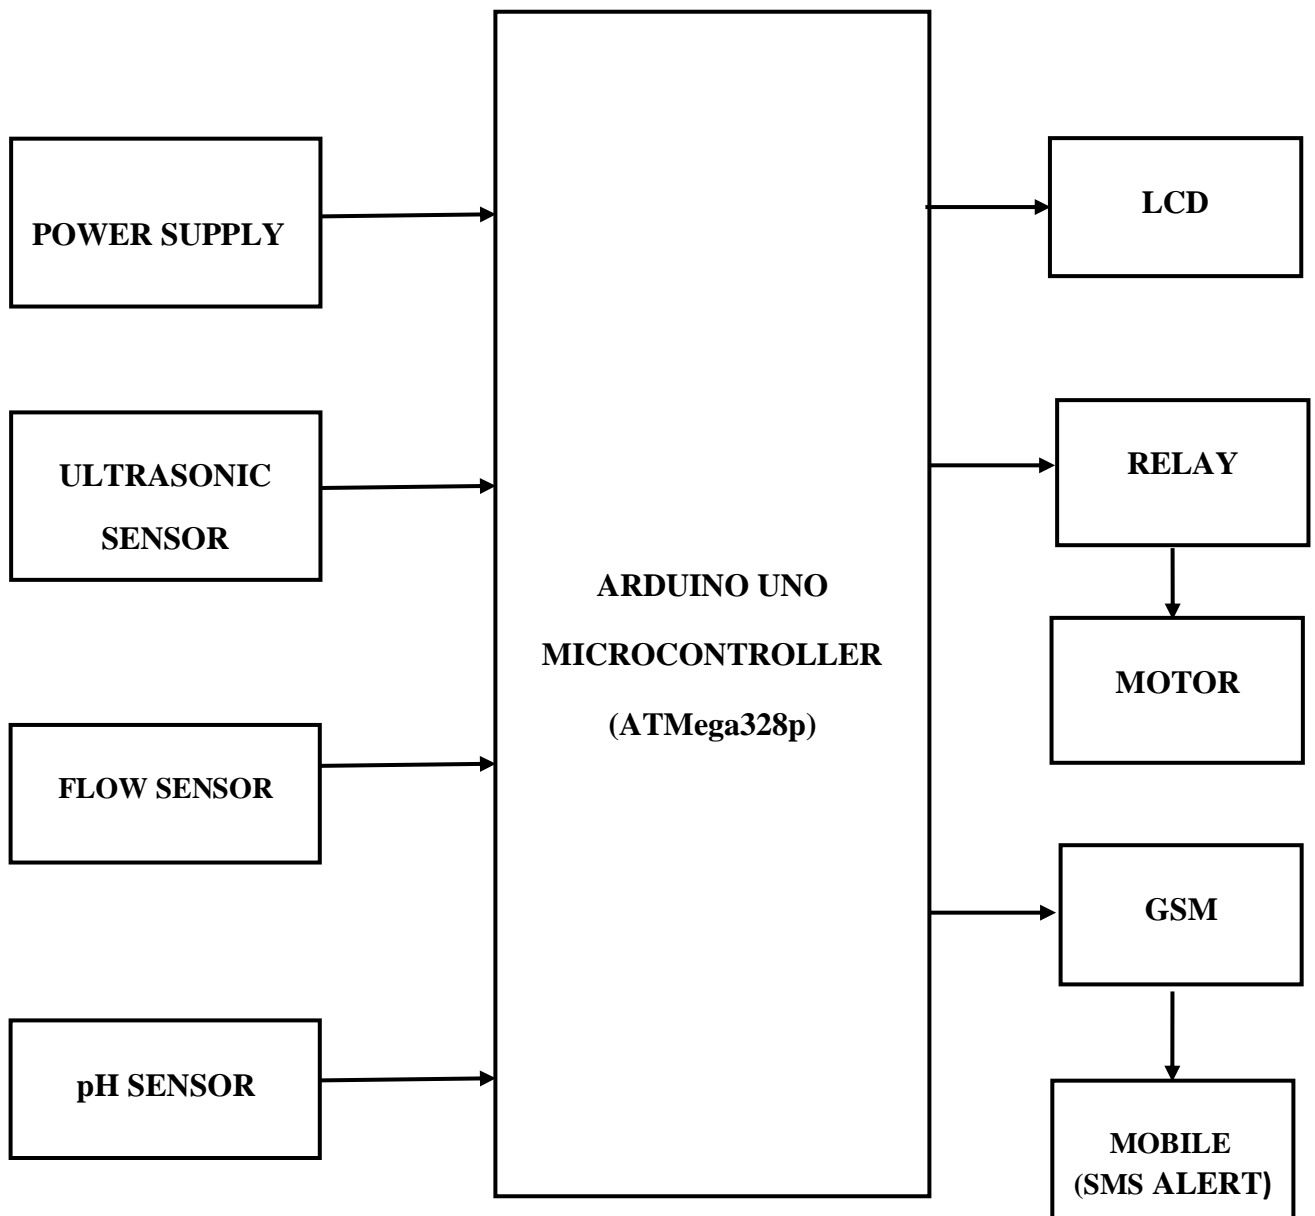 POWER SUPPLY
ULTRASONIC
SENSOR
FLOW SENSOR
pH SENSOR
ARDUINO UNO
MICROCONTROLLER
(ATMega328p)
LCD
RELAY
MOTOR
GSM
MOBILE
(SMS ALERT)